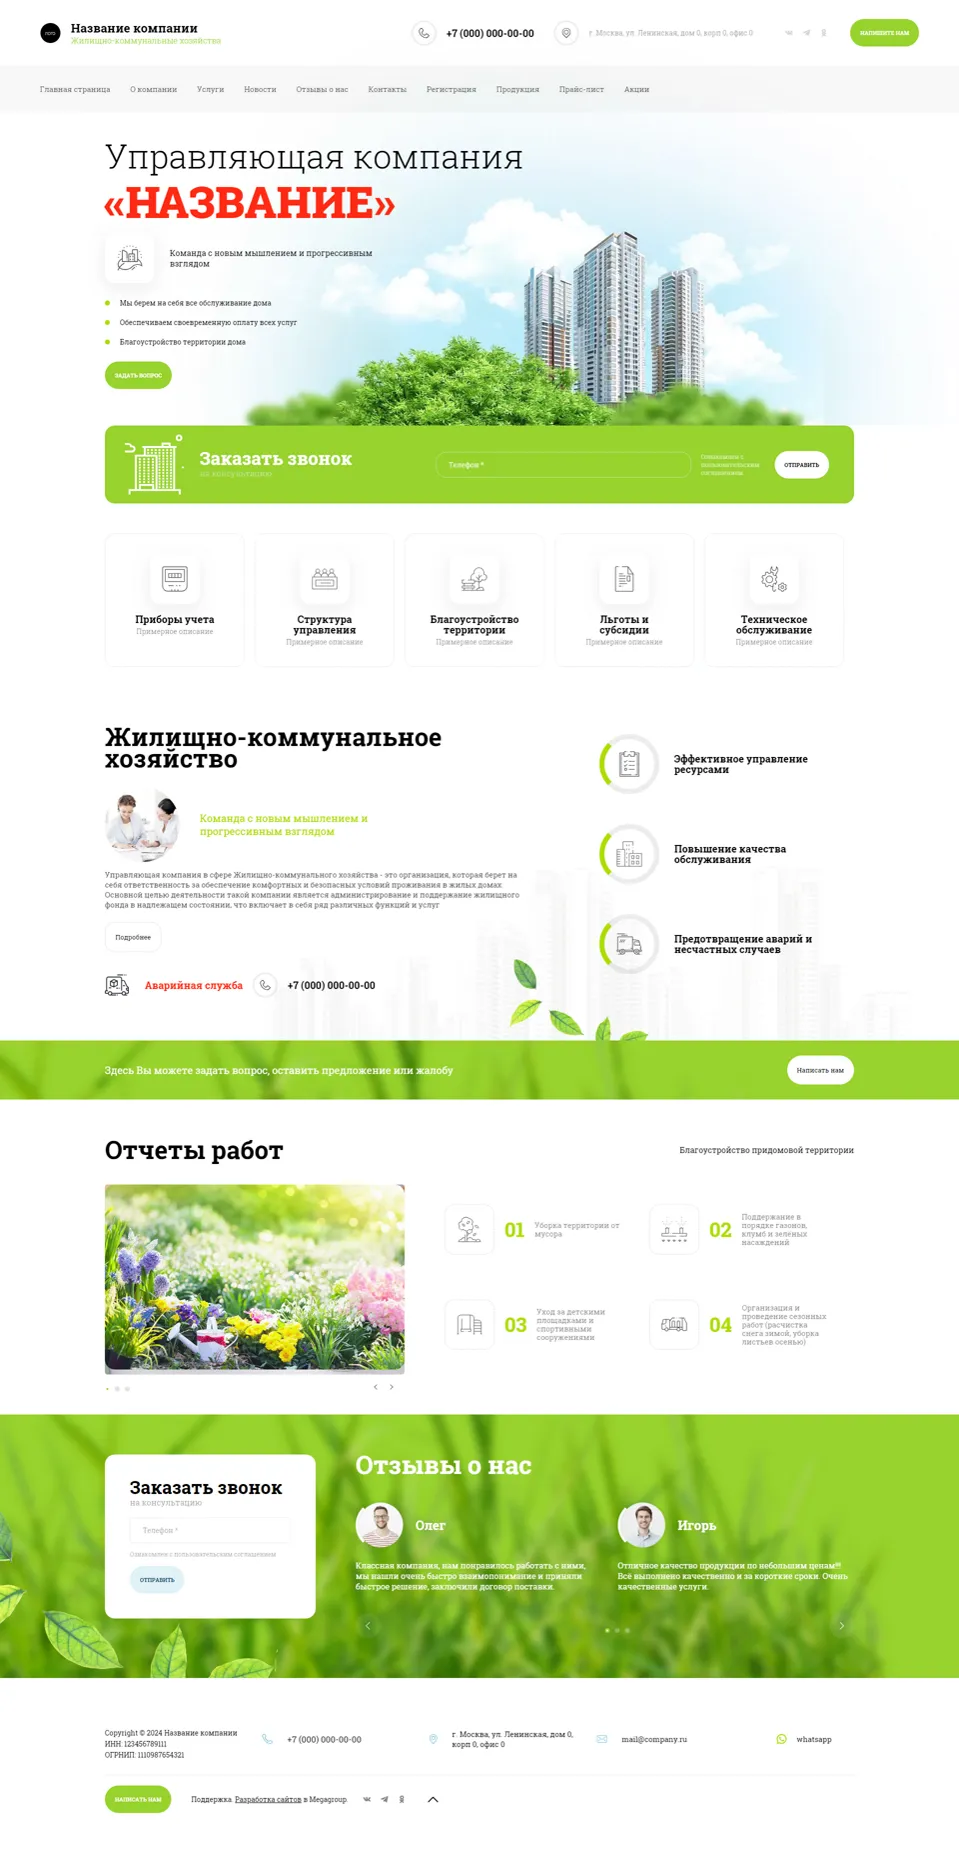 Название компании
Жилищно-коммунальные хозяйства
+7 (000) 000-00-00
г. Москва, ул. Ленинская, дом 0, корп 0, офис 0
НАПИШИТЕ НАМ
Главная страница О компании Услуги Новости Отзывы о нас Контакты Регистрация Продукция Прайс-лист Акции
Управляющая компания
«НАЗВАНИЕ»
Команда с новым мышлением и прогрессивным
взглядом
Мы берем на себя все обслуживание дома
Обеспечиваем своевременную оплату всех услуг
Благоустройство территории дома
ЗАДАТЬ ВОПРОС
Заказать звонок
на консультацию
Телефон *
Ознакомлен с
пользовательским
соглашением
ОТПРАВИТЬ
Приборы учета
Примерное описание
Структура
управления
Примерное описание
Благоустройство
территории
Примерное описание
Льготы и
субсидии
Примерное описание
Техническое
обслуживание
Примерное описание
Жилищно-коммунальное
хозяйство
Команда с новым мышлением и
прогрессивным взглядом
Управляющая компания в сфере Жилищно-коммунального хозяйства - это организация, которая берет на
себя ответственность за обеспечение комфортных и безопасных условий проживания в жилых домах.
Основной целью деятельности такой компании является администрирование и поддержание жилищного
фонда в надлежащем состоянии, что включает в себя ряд различных функций и услуг
Подробнее
Аварийная служба
+7 (000) 000-00-00
Эффективное управление
ресурсами
Повышение качества
обслуживания
Предотвращение аварий и
несчастных случаев
Здесь Вы можете задать вопрос, оставить предложение или жалобу
Написать нам
Отчеты работ
Благоустройство придомовой территории
01
Уборка территории от
мусора
02
Поддержание в
порядке газонов,
клумб и зеленых
насаждений
03
Уход за детскими
площадками и
спортивными
сооружениями
04
Организация и
проведение сезонных
работ (расчистка
снега зимой, уборка
листьев осенью)
Заказать звонок
на консультацию
Телефон *
Ознакомлен с пользовательским соглашением
ОТПРАВИТЬ
Отзывы о нас
Олег
Классная компания, нам понравилось работать с ними,
мы нашли очень быстро взаимопонимание и приняли
быстрое решение, заключили договор поставки.
Игорь
Отличное качество продукции по небольшим ценам!!!
Всё выполнено качественно и за короткие сроки. Очень
качественные услуги.
Copyright © 2024 Название компании
ИНН: 123456789111
ОГРНИП: 1110987654321
+7 (000) 000-00-00
г. Москва, ул. Ленинская, дом 0,
корп 0, офис 0
mail@company.ru
whatsapp
НАПИСАТЬ НАМ
Поддержка. Разработка сайтов в Megagroup.